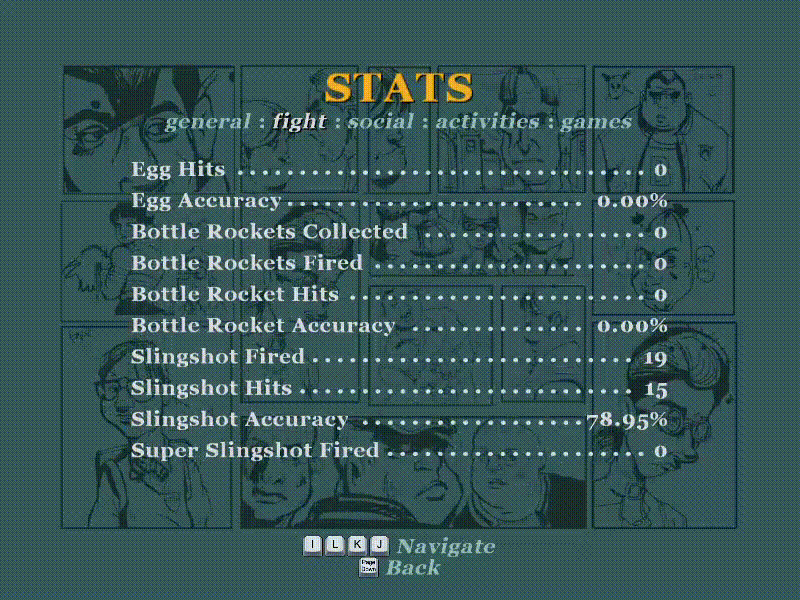 STATS
general : fight : social : activities : games
Egg Hits ................................. 0
Egg Accuracy ........................ 0.00%
Bottle Rockets Collected .................. 0
Bottle Rockets Fired ...................... 0
Bottle Rocket Hits ........................ 0
Bottle Rocket Accuracy .............. 0.00%
Slingshot Fired .......................... 19
Slingshot Hits ........................... 15
Slingshot Accuracy ................... 78.95%
Super Slingshot Fired ..................... 0
I L K J Navigate
Page Down Back